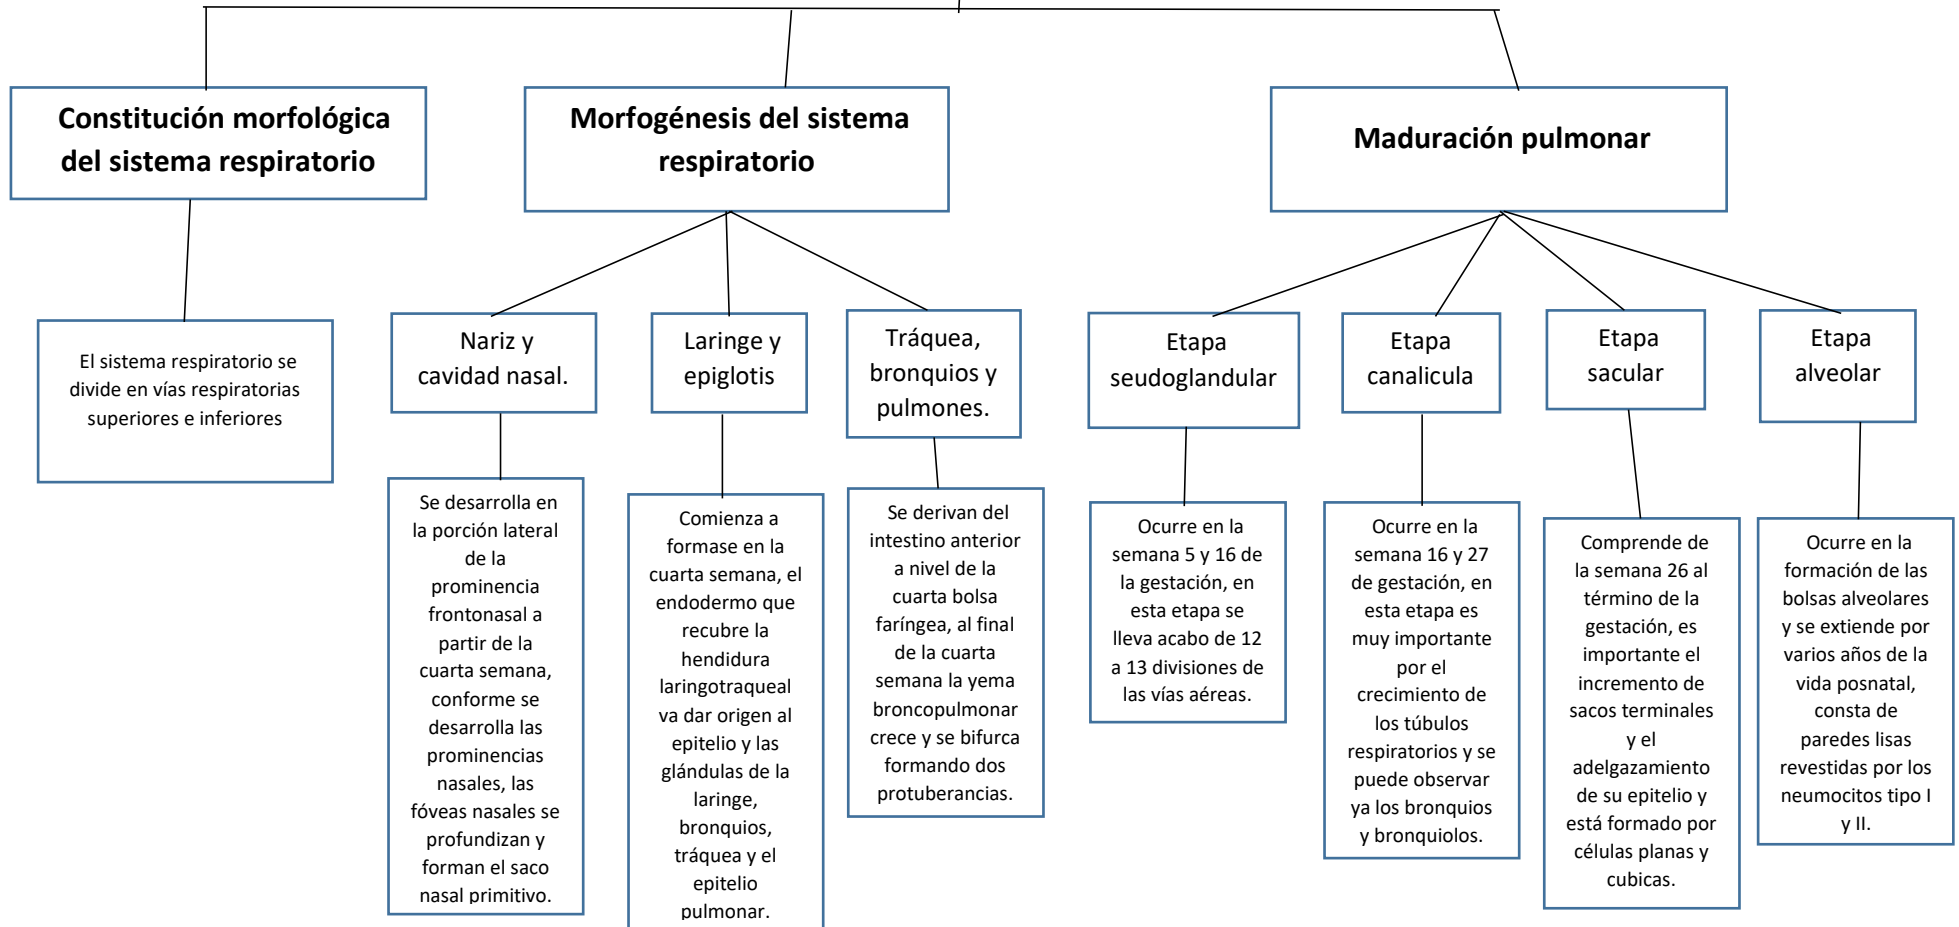 Constitución morfológica
del sistema respiratorio
Morfogénesis del sistema
respiratorio
Maduración pulmonar
El sistema respiratorio se
divide en vías respiratorias
superiores e inferiores
Nariz y
cavidad nasal.
Laringe y
epiglotis
Tráquea,
bronquios y
pulmones.
Etapa
seudoglandular
Etapa
canalicula
Etapa
sacular
Etapa
alveolar
Se desarrolla en
la porción lateral
de la
prominencia
frontonasal a
partir de la
cuarta semana,
conforme se
desarrolla las
prominencias
nasales, las
fóveas nasales se
profundizan y
forman el saco
nasal primitivo.
Comienza a
formase en la
cuarta semana, el
endodermo que
recubre la
hendidura
laringotraqueal
va dar origen al
epitelio y las
glándulas de la
laringe,
bronquios,
tráquea y el
epitelio
pulmonar.
Se derivan del
intestino anterior
a nivel de la
cuarta bolsa
faríngea, al final
de la cuarta
semana la yema
broncopulmonar
crece y se bifurca
formando dos
protuberancias.
Ocurre en la
semana 5 y 16 de
la gestación, en
esta etapa se
lleva acabo de 12
a 13 divisiones de
las vías aéreas.
Ocurre en la
semana 16 y 27
de gestación, en
esta etapa es
muy importante
por el
crecimiento de
los túbulos
respiratorios y se
puede observar
ya los bronquios
y bronquiolos.
Comprende de
la semana 26 al
término de la
gestación, es
importante el
incremento de
sacos terminales
y el
adelgazamiento
de su epitelio y
está formado por
células planas y
cubicas.
Ocurre en la
formación de las
bolsas alveolares
y se extiende por
varios años de la
vida posnatal,
consta de
paredes lisas
revestidas por los
neumocitos tipo I
y II.